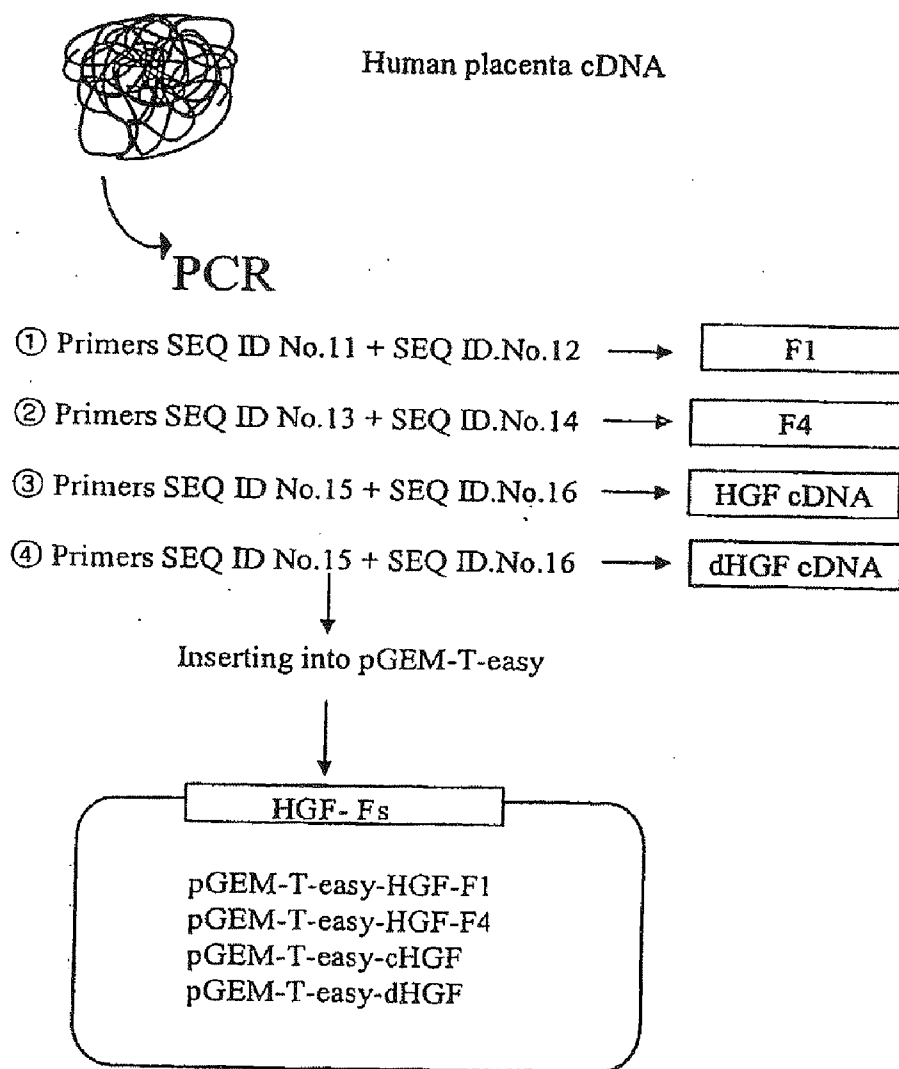 Human placenta cDNA
PCR
① Primers SEQ ID No.11 + SEQ ID.No.12 F1
② Primers SEQ ID No.13 + SEQ ID.No.14 F4
③ Primers SEQ ID No.15 + SEQ ID.No.16 HGF cDNA
④ Primers SEQ ID No.15 + SEQ ID.No.16 dHGF cDNA
Inserting into pGEM-T-easy
HGF- Fs
pGEM-T-easy-HGF-F1
pGEM-T-easy-HGF-F4
pGEM-T-easy-cHGF
pGEM-T-easy-dHGF